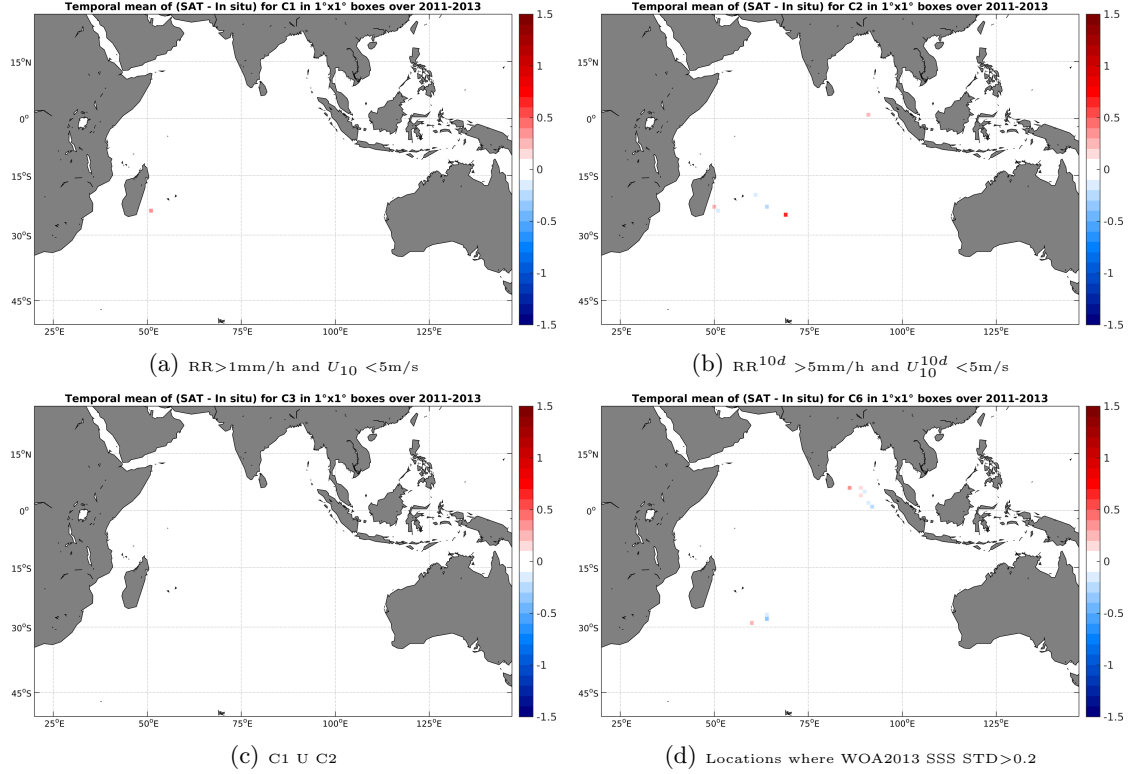 Temporal mean of (SAT - In situ) for C1 in 1°x1° boxes over 2011-2013
15°N
0°
15°S
30°S
45°S
25°E 50°E 75°E 100°E 125°E
1.5
1
0.5
0
-0.5
-1
-1.5
(a) RR>1mm/h and U10 <5m/s
Temporal mean of (SAT - In situ) for C2 in 1°x1° boxes over 2011-2013
15°N
0°
15°S
30°S
45°S
25°E 50°E 75°E 100°E 125°E
1.5
1
0.5
0
-0.5
-1
-1.5
(b) RR10d >5mm/h and U10 10d <5m/s
Temporal mean of (SAT - In situ) for C3 in 1°x1° boxes over 2011-2013
15°N
0°
15°S
30°S
45°S
25°E 50°E 75°E 100°E 125°E
1.5
1
0.5
0
-0.5
-1
-1.5
(c) C1 U C2
Temporal mean of (SAT - In situ) for C6 in 1°x1° boxes over 2011-2013
15°N
0°
15°S
30°S
45°S
25°E 50°E 75°E 100°E 125°E
1.5
1
0.5
0
-0.5
-1
-1.5
(d) Locations where WOA2013 SSS STD>0.2